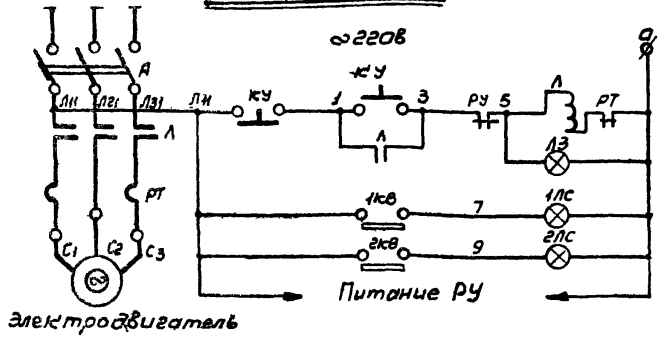 ~220в
О
А
Л11 Л21 Л31 Л11 КУ 1 КУ 3 РУ 5 Л РТ
Л
Л
ЛЗ
РТ
1КВ 7 1ЛС
С1 С2 С3
2КВ 9 2ЛС
Питание РУ
Электродвигатель